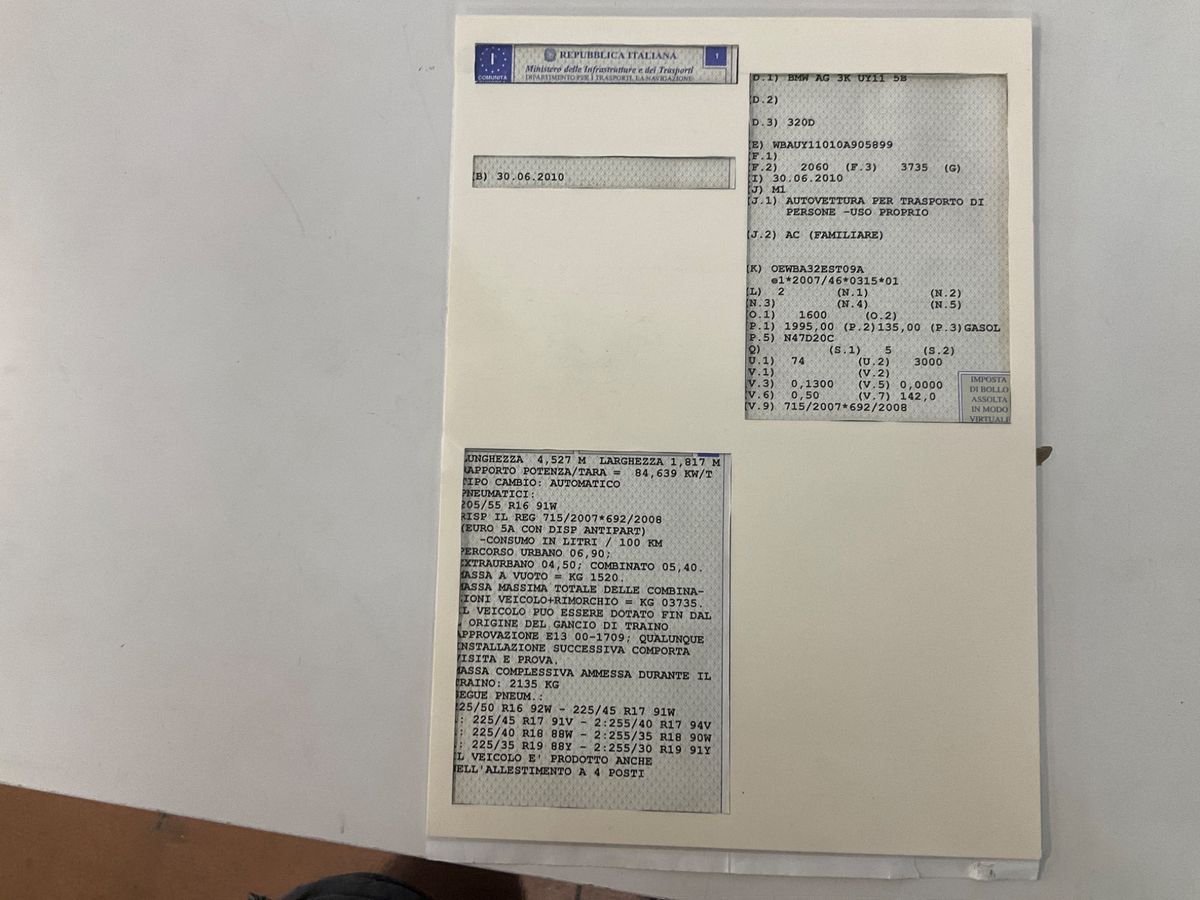 I
COMUNITÀ
REPUBBLICA ITALIANA
1
Ministero delle Infrastrutture e dei Trasporti
DIPARTIMENTO PER I TRASPORTI, LA NAVIGAZIONE
(B) 30.06.2010
(D.1) BMW AG 3K UY11 5B
(D.2)
(D.3) 320D
(E) WBAUY11010A905899
(F.1)
(F.2) 2060 (F.3) 3735 (G)
(I) 30.06.2010
(J) M1
(J.1) AUTOVETTURA PER TRASPORTO DI
PERSONE -USO PROPRIO
(J.2) AC (FAMILIARE)
(K) OEWBA32EST09A
e1*2007/46*0315*01
(L) 2 (N.1) (N.2)
(N.3) (N.4) (N.5)
(O.1) 1600 (O.2)
(P.1) 1995,00 (P.2)135,00 (P.3)GASOL
P.5) N47D20C
Q) (S.1) 5 (S.2)
U.1) 74 (U.2) 3000
(V.1) (V.2)
(V.3) 0,1300 (V.5) 0,0000
(V.6) 0,50 (V.7) 142,0
(V.9) 715/2007*692/2008
IMPOSTA
DI BOLLO
ASSOLTA
IN MODO
VIRTUALE
UNGHEZZA 4,527 M LARGHEZZA 1,817 M
RAPPORTO POTENZA/TARA = 84,639 KW/T
TIPO CAMBIO: AUTOMATICO
PNEUMATICI:
205/55 R16 91W
RISP IL REG 715/2007*692/2008
(EURO 5A CON DISP ANTIPART)
-CONSUMO IN LITRI / 100 KM
PERCORSO URBANO 06,90;
EXTRAURBANO 04,50; COMBINATO 05,40.
MASSA A VUOTO = KG 1520.
MASSA MASSIMA TOTALE DELLE COMBINA-
IONI VEICOLO+RIMORCHIO = KG 03735.
IL VEICOLO PUO ESSERE DOTATO FIN DAL
L ORIGINE DEL GANCIO DI TRAINO
APPROVAZIONE E13 00-1709; QUALUNQUE
INSTALLAZIONE SUCCESSIVA COMPORTA
VISITA E PROVA.
MASSA COMPLESSIVA AMMESSA DURANTE IL
TRAINO: 2135 KG
SEGUE PNEUM.:
225/50 R16 92W - 225/45 R17 91W
: 225/45 R17 91V - 2:255/40 R17 94V
: 225/40 R18 88W - 2:255/35 R18 90W
: 225/35 R19 88Y - 2:255/30 R19 91Y
IL VEICOLO E' PRODOTTO ANCHE
NELL'ALLESTIMENTO A 4 POSTI